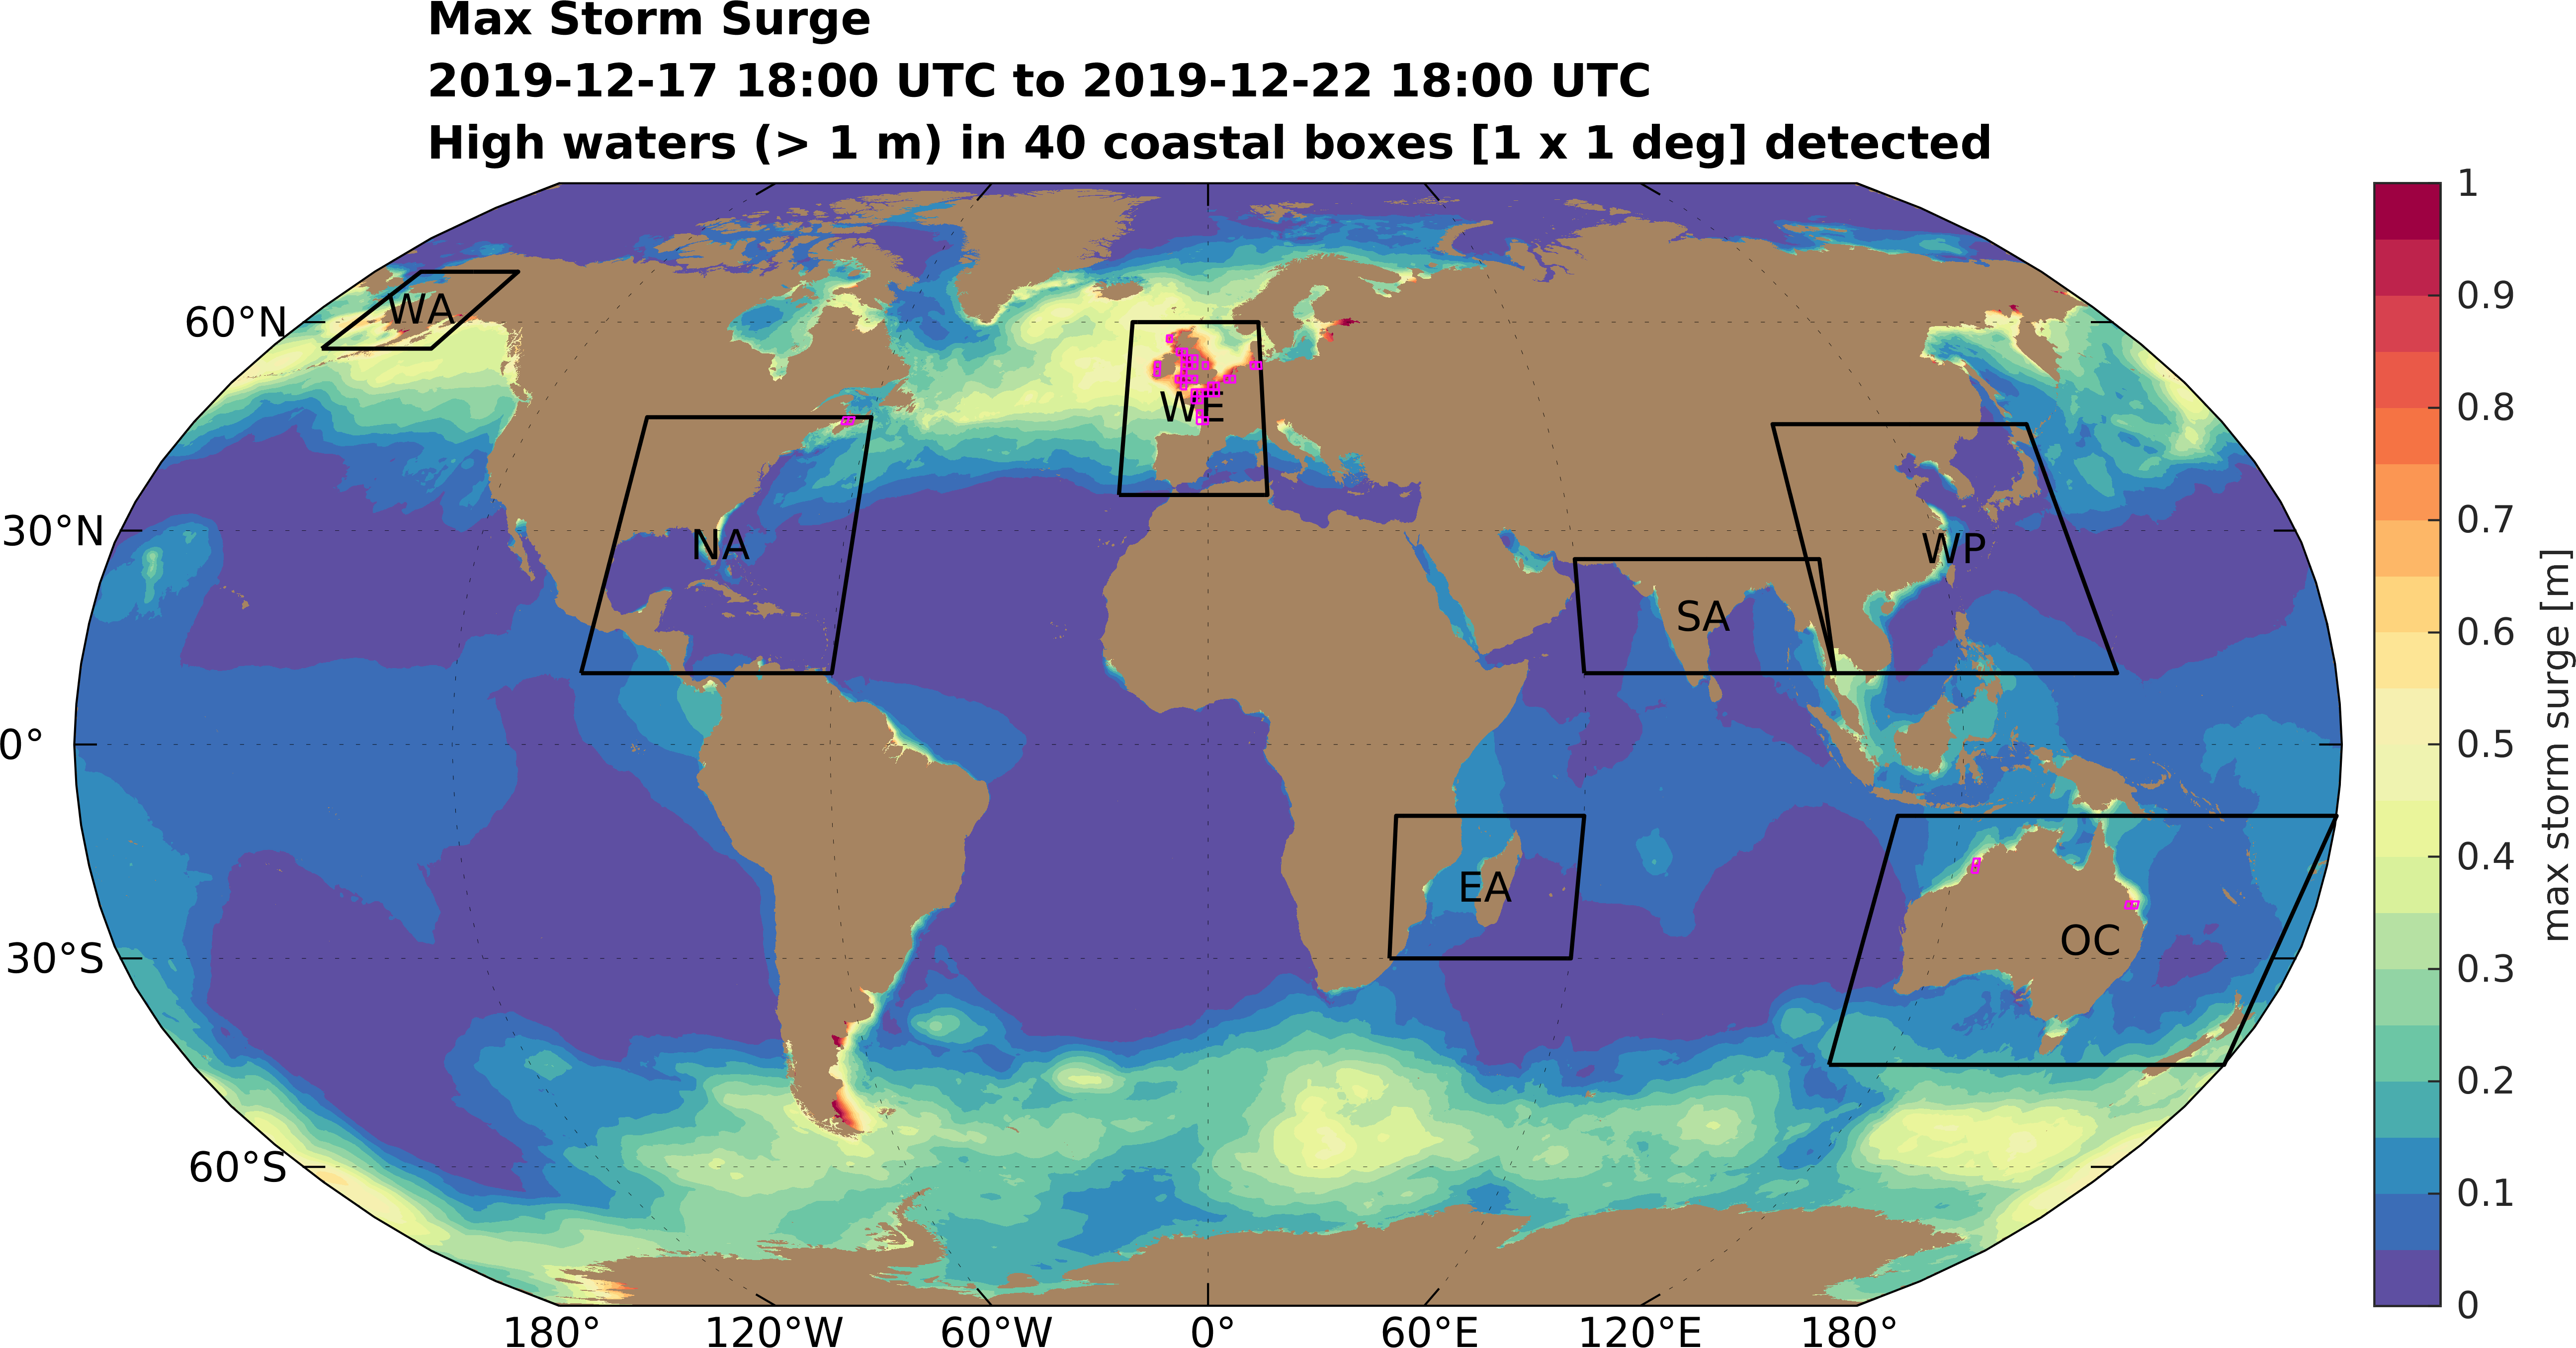 Max Storm Surge
2019-12-17 18:00 UTC to 2019-12-22 18:00 UTC
High waters (> 1 m) in 40 coastal boxes [1 x 1 deg] detected
60°N
30°N
0°
30°S
60°S
WA
NA
WE
SA
WP
EA
OC
180°
120°W
60°W
0°
60°E
120°E
180°
1
0.9
0.8
0.7
0.6
0.5
0.4
0.3
0.2
0.1
0
max storm surge [m]